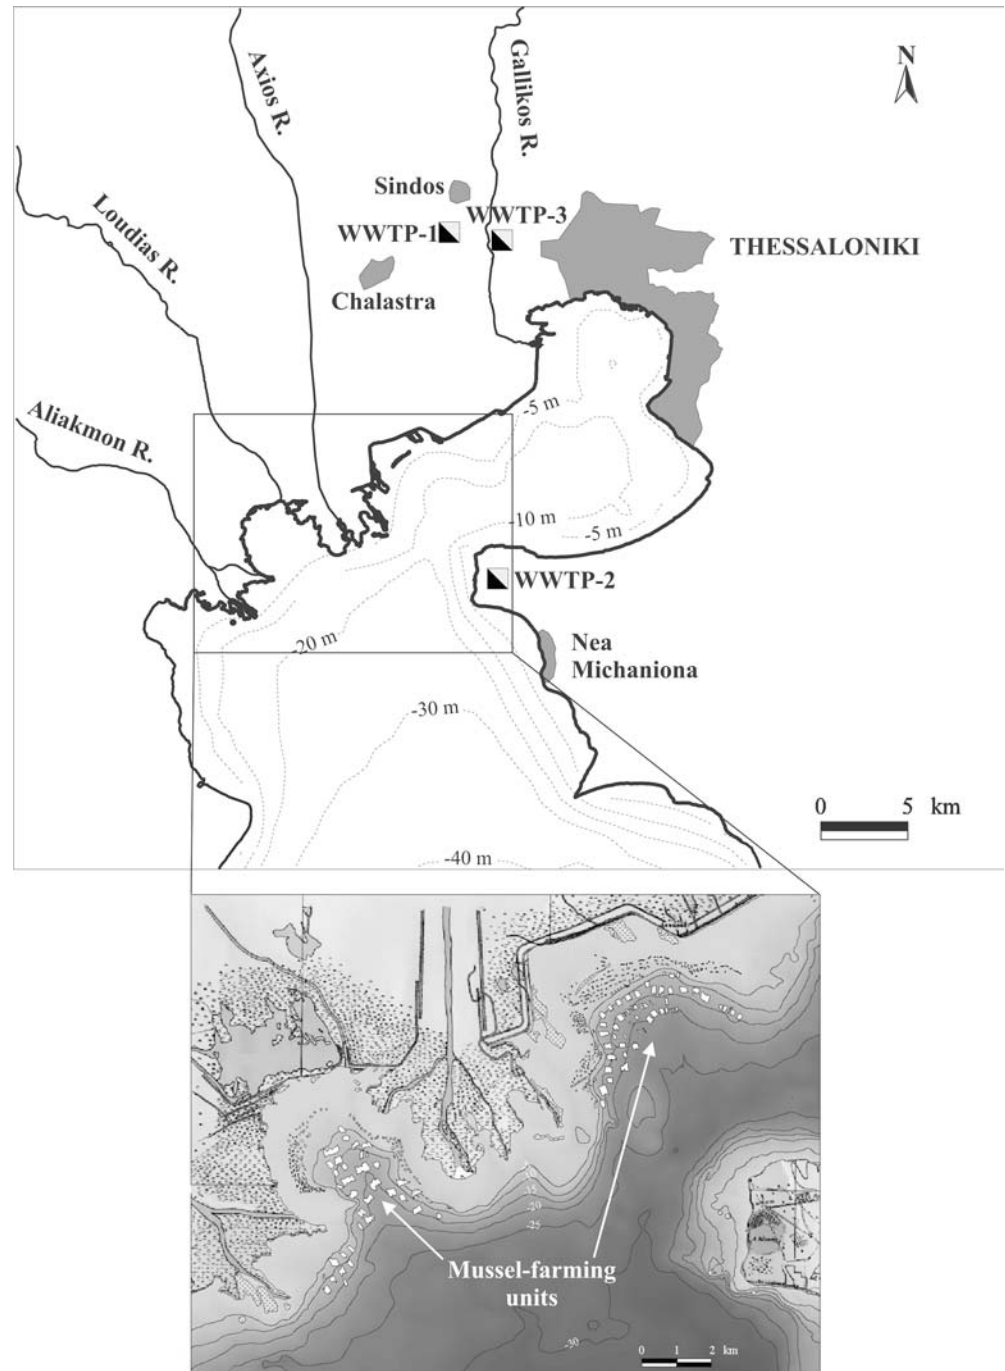 N
Axios R.
Gallikos R.
Loudias R.
Sindos
WWTP-3
WWTP-1
THESSALONIKI
Chalastra
Aliakmon R.
-5 m
-10 m
-5 m
WWTP-2
-20 m
Nea
Michaniona
-30 m
0 5 km
-40 m
-20
-25
Mussel-farming
units
-30
0 1 2 km